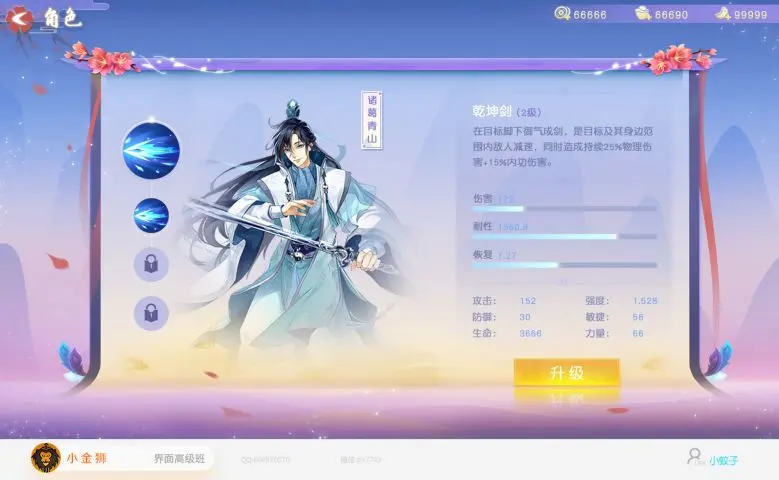 角色
66666
66690
99999
诸葛青山
乾坤剑(2级)
在目标脚下御气成剑，是目标及其身边范
围内敌人减速，同时造成持续25%物理伤
害+15%内功伤害。
伤害 172
耐性 1560.8
恢复 1.27
攻击： 152 强度： 1.528
防御： 30 敏捷： 56
生命： 3666 力量： 66
升级
小金狮
界面高级班
小蚁子